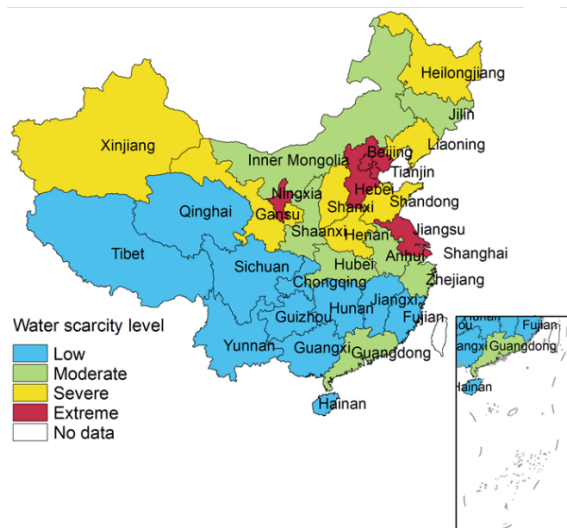 Heilongjiang
Jilin
Xinjiang
Liaoning
Inner Mongolia
Beijing
Tianjin
Ningxia
Hebei
Qinghai
Gansu
Shanxi
Shandong
Shaanxi
Henan
Jiangsu
Tibet
Anhui
Shanghai
Sichuan
Hubei
Chongqing
Zhejiang
Hunan
Jiangxi
Guizhou
Fujian
Yunnan
Guangxi
Guangdong
Hainan
Water scarcity level
Low
Moderate
Severe
Extreme
No data
Fujian
ou
angxi
Guangdong
Hainan